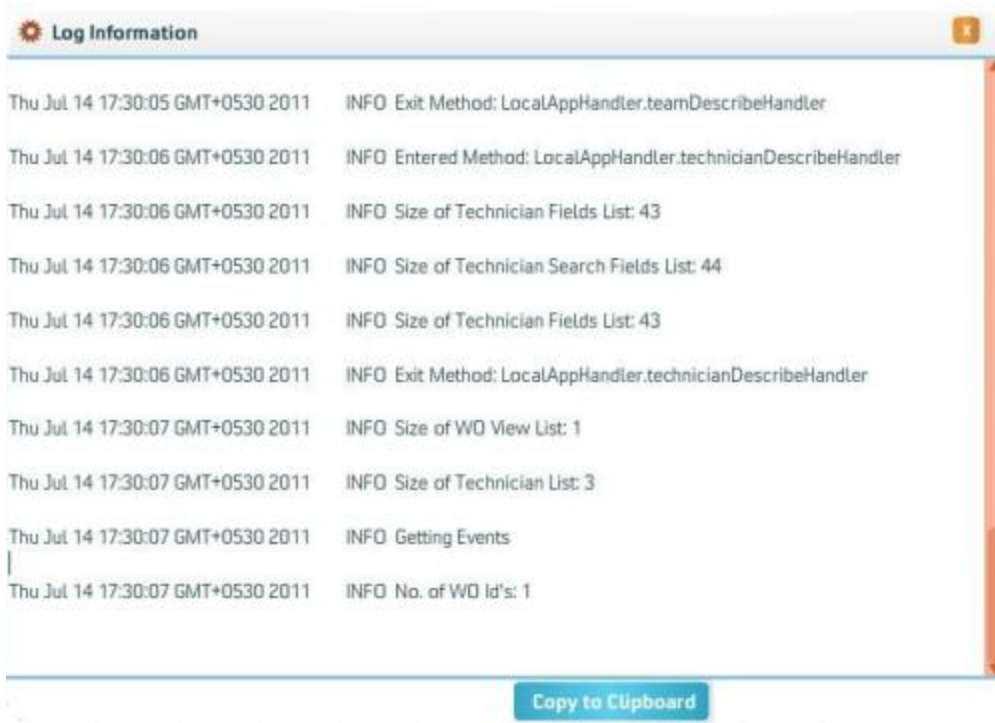 Log Information
X
Thu Jul 14 17:30:05 GMT+0530 2011 INFO Exit Method: LocalAppHandler.teamDescribeHandler
Thu Jul 14 17:30:06 GMT+0530 2011 INFO Entered Method: LocalAppHandler.technicianDescribeHandler
Thu Jul 14 17:30:06 GMT+0530 2011 INFO Size of Technician Fields List: 43
Thu Jul 14 17:30:06 GMT+0530 2011 INFO Size of Technician Search Fields List: 44
Thu Jul 14 17:30:06 GMT+0530 2011 INFO Size of Technician Fields List: 43
Thu Jul 14 17:30:06 GMT+0530 2011 INFO Exit Method: LocalAppHandler.technicianDescribeHandler
Thu Jul 14 17:30:07 GMT+0530 2011 INFO Size of WO View List: 1
Thu Jul 14 17:30:07 GMT+0530 2011 INFO Size of Technician List: 3
Thu Jul 14 17:30:07 GMT+0530 2011 INFO Getting Events
Thu Jul 14 17:30:07 GMT+0530 2011 INFO No. of WO Id's: 1
Copy to Clipboard